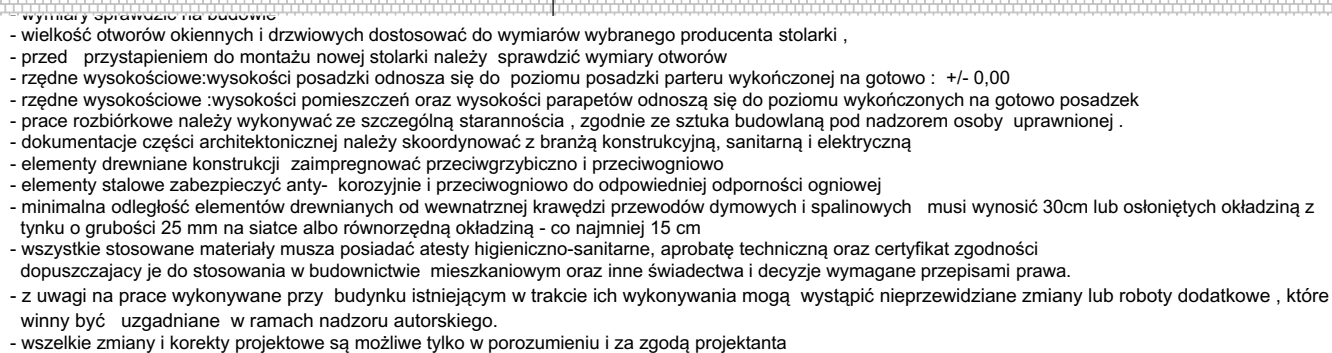 - wymiary sprawdzić na budowie
- wielkość otworów okiennych i drzwiowych dostosować do wymiarów wybranego producenta stolarki ,
- przed przystapieniem do montażu nowej stolarki należy sprawdzić wymiary otworów
- rzędne wysokościowe:wysokości posadzki odnosza się do poziomu posadzki parteru wykończonej na gotowo : +/- 0,00
- rzędne wysokościowe :wysokości pomieszczeń oraz wysokości parapetów odnoszą się do poziomu wykończonych na gotowo posadzek
- prace rozbiórkowe należy wykonywać ze szczególną starannościa , zgodnie ze sztuka budowlaną pod nadzorem osoby uprawnionej .
- dokumentacje części architektonicznej należy skoordynować z branżą konstrukcyjną, sanitarną i elektryczną
- elementy drewniane konstrukcji zaimpregnować przeciwgrzybiczno i przeciwogniowo
- elementy stalowe zabezpieczyć anty- korozyjnie i przeciwogniowo do odpowiedniej odporności ogniowej
- minimalna odległość elementów drewnianych od wewnatrznej krawędzi przewodów dymowych i spalinowych musi wynosić 30cm lub osłoniętych okładziną z
tynku o grubości 25 mm na siatce albo równorzędną okładziną - co najmniej 15 cm
- wszystkie stosowane materiały musza posiadać atesty higieniczno-sanitarne, aprobatę techniczną oraz certyfikat zgodności
dopuszczajacy je do stosowania w budownictwie mieszkaniowym oraz inne świadectwa i decyzje wymagane przepisami prawa.
- z uwagi na prace wykonywane przy budynku istniejącym w trakcie ich wykonywania mogą wystąpić nieprzewidziane zmiany lub roboty dodatkowe , które
winny być uzgadniane w ramach nadzoru autorskiego.
- wszelkie zmiany i korekty projektowe są możliwe tylko w porozumieniu i za zgodą projektanta